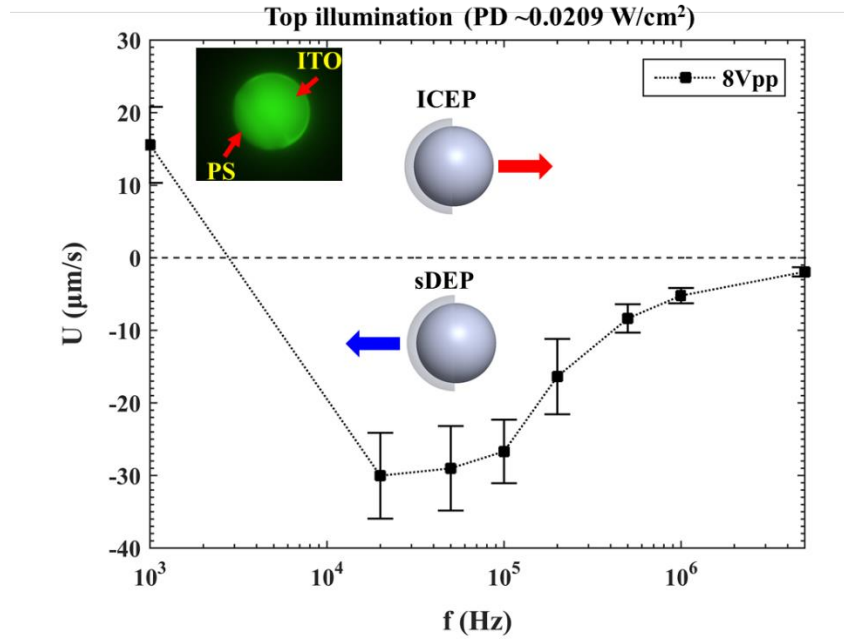 Top illumination (PD ~0.0209 W/cm²)
30
20
10
0
-10
-20
-30
-40
U (μm/s)
ITO
PS
ICEP
8Vpp
sDEP
10³
10⁴
10⁵
10⁶
f (Hz)